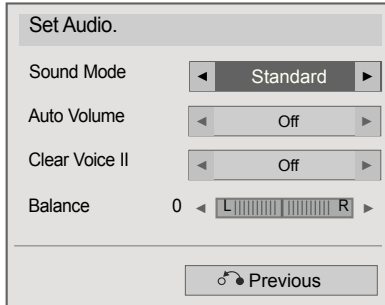 Set Audio.
Sound Mode ◄ Standard ►
Auto Volume ◄ Off ►
Clear Voice II ◄ Off ►
Balance 0 ◄ L R ►
Previous